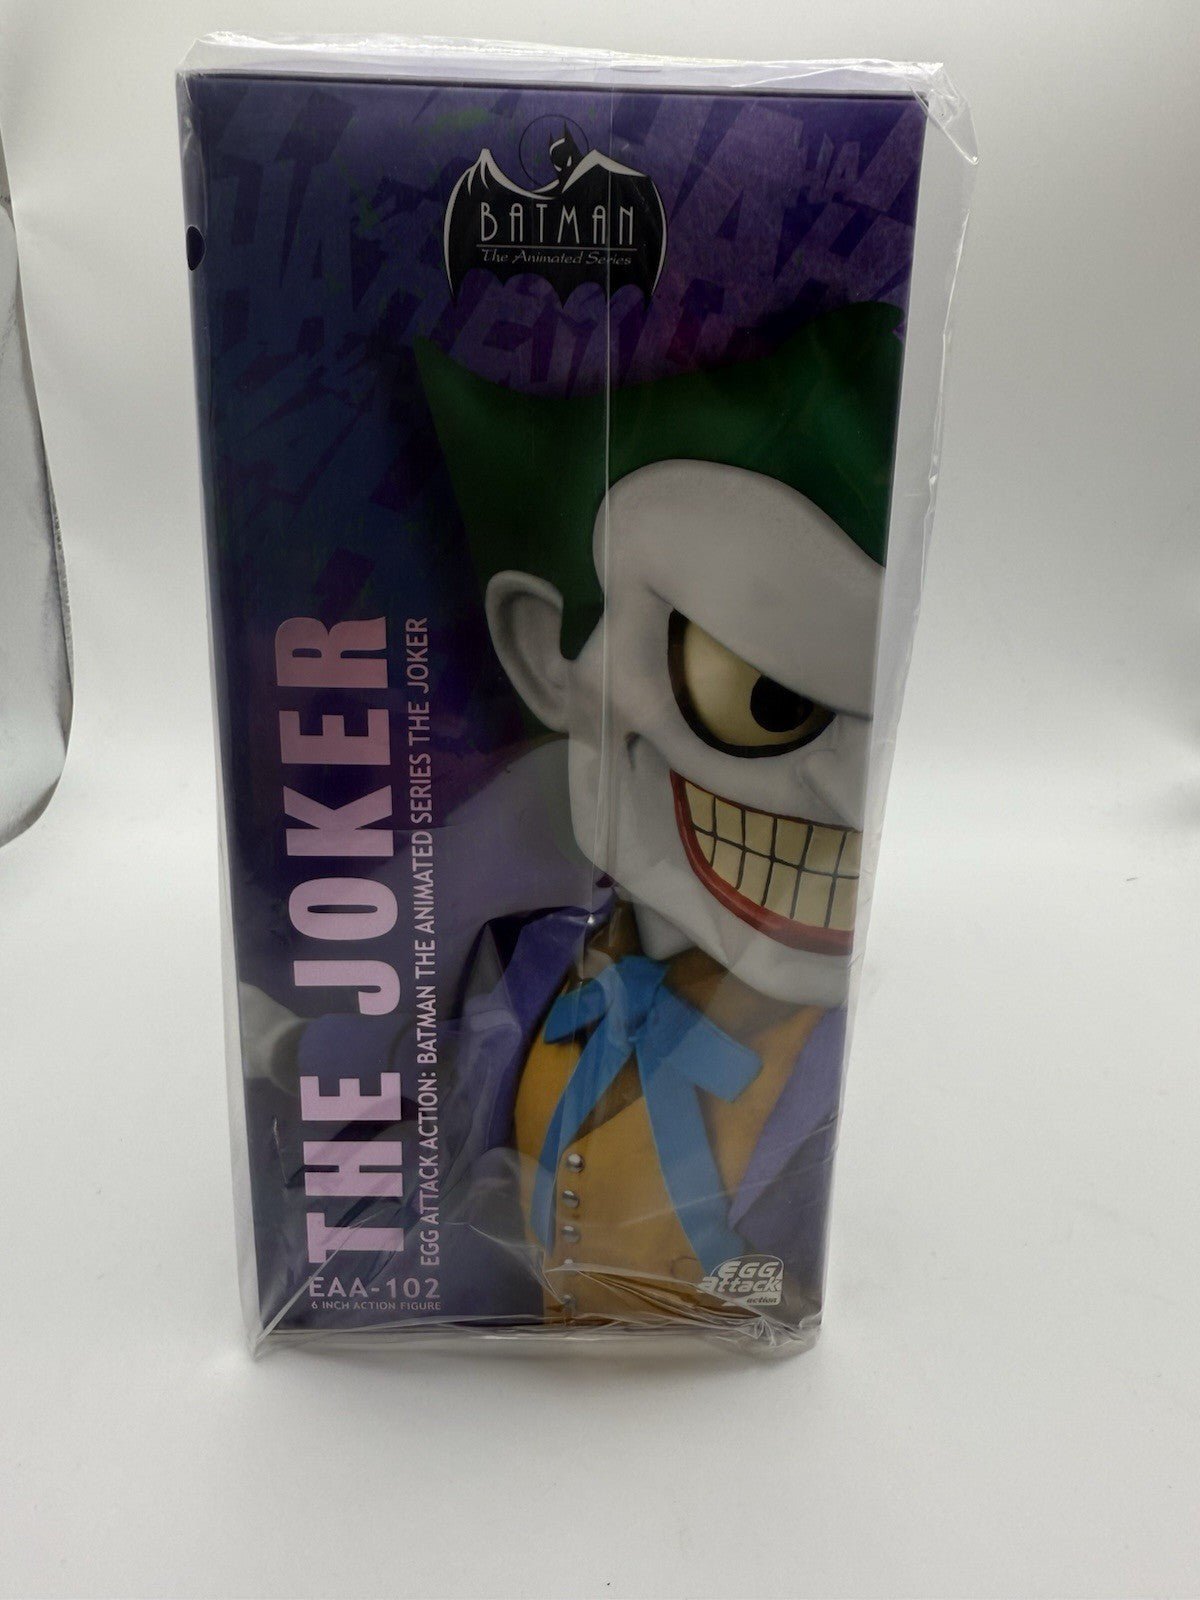 BATMAN
The Animated Series
HA
THE JOKER
EGG ATTACK ACTION: BATMAN THE ANIMATED SERIES THE JOKER
EAA-102
6 INCH ACTION FIGURE
EGG
attack
action